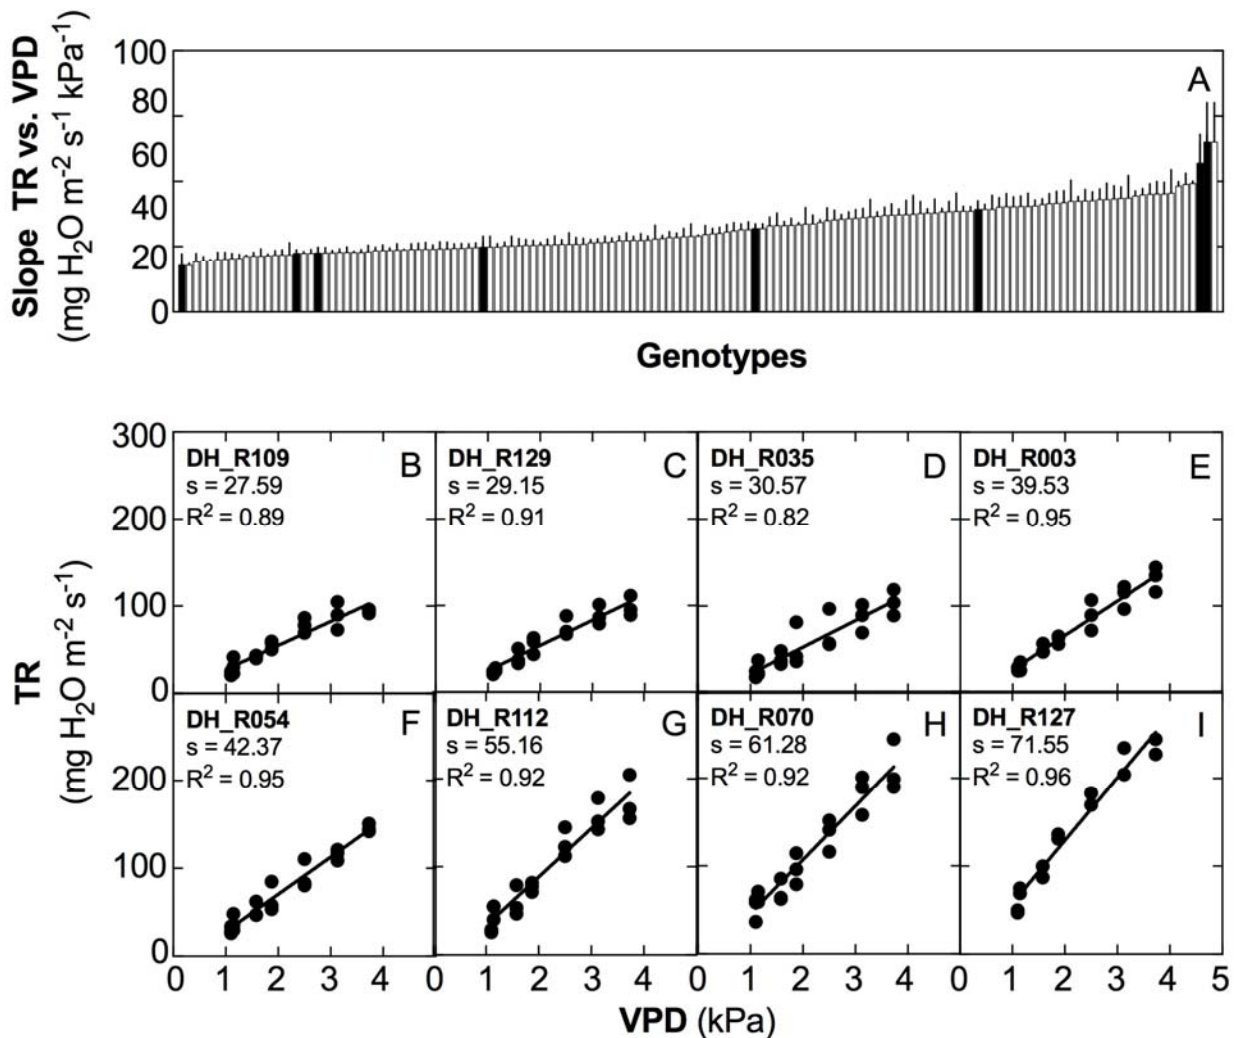 Slope TR vs. VPD
(mg H₂O m⁻² s⁻¹ kPa⁻¹)
100
80
60
40
20
0
A
Genotypes
TR
(mg H₂O m⁻² s⁻¹)
300
200
100
0
DH_R109
s = 27.59
R² = 0.89
B
DH_R129
s = 29.15
R² = 0.91
C
DH_R035
s = 30.57
R² = 0.82
D
DH_R003
s = 39.53
R² = 0.95
E
200
100
0
DH_R054
s = 42.37
R² = 0.95
F
DH_R112
s = 55.16
R² = 0.92
G
DH_R070
s = 61.28
R² = 0.92
H
DH_R127
s = 71.55
R² = 0.96
I
0 1 2 3 4 0 1 2 3 4 0 1 2 3 4 0 1 2 3 4 5
VPD (kPa)